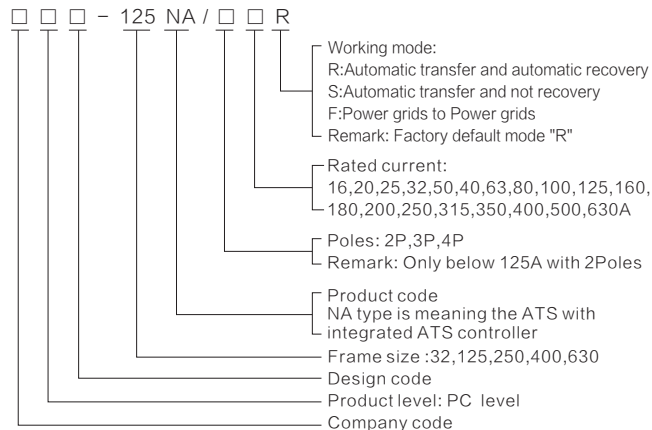 □ □ □ - 125 NA / □ □ R
Working mode:
R:Automatic transfer and automatic recovery
S:Automatic transfer and not recovery
F:Power grids to Power grids
Remark: Factory default mode "R"
Rated current:
16,20,25,32,50,40,63,80,100,125,160,
180,200,250,315,350,400,500,630A
Poles: 2P,3P,4P
Remark: Only below 125A with 2Poles
Product code
NA type is meaning the ATS with
integrated ATS controller
Frame size :32,125,250,400,630
Design code
Product level: PC level
Company code